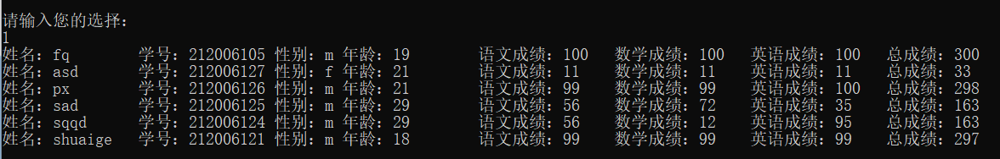 请输入您的选择：
1
姓名：fq 学号：212006105 性别：m 年龄：19 语文成绩：100 数学成绩：100 英语成绩：100 总成绩：300
姓名：asd 学号：212006127 性别：f 年龄：21 语文成绩：11 数学成绩：11 英语成绩：11 总成绩：33
姓名：px 学号：212006126 性别：m 年龄：21 语文成绩：99 数学成绩：99 英语成绩：100 总成绩：298
姓名：sad 学号：212006125 性别：m 年龄：29 语文成绩：56 数学成绩：72 英语成绩：35 总成绩：163
姓名：sqqd 学号：212006124 性别：m 年龄：29 语文成绩：56 数学成绩：12 英语成绩：95 总成绩：163
姓名：shuaige 学号：212006121 性别：m 年龄：18 语文成绩：99 数学成绩：99 英语成绩：99 总成绩：297